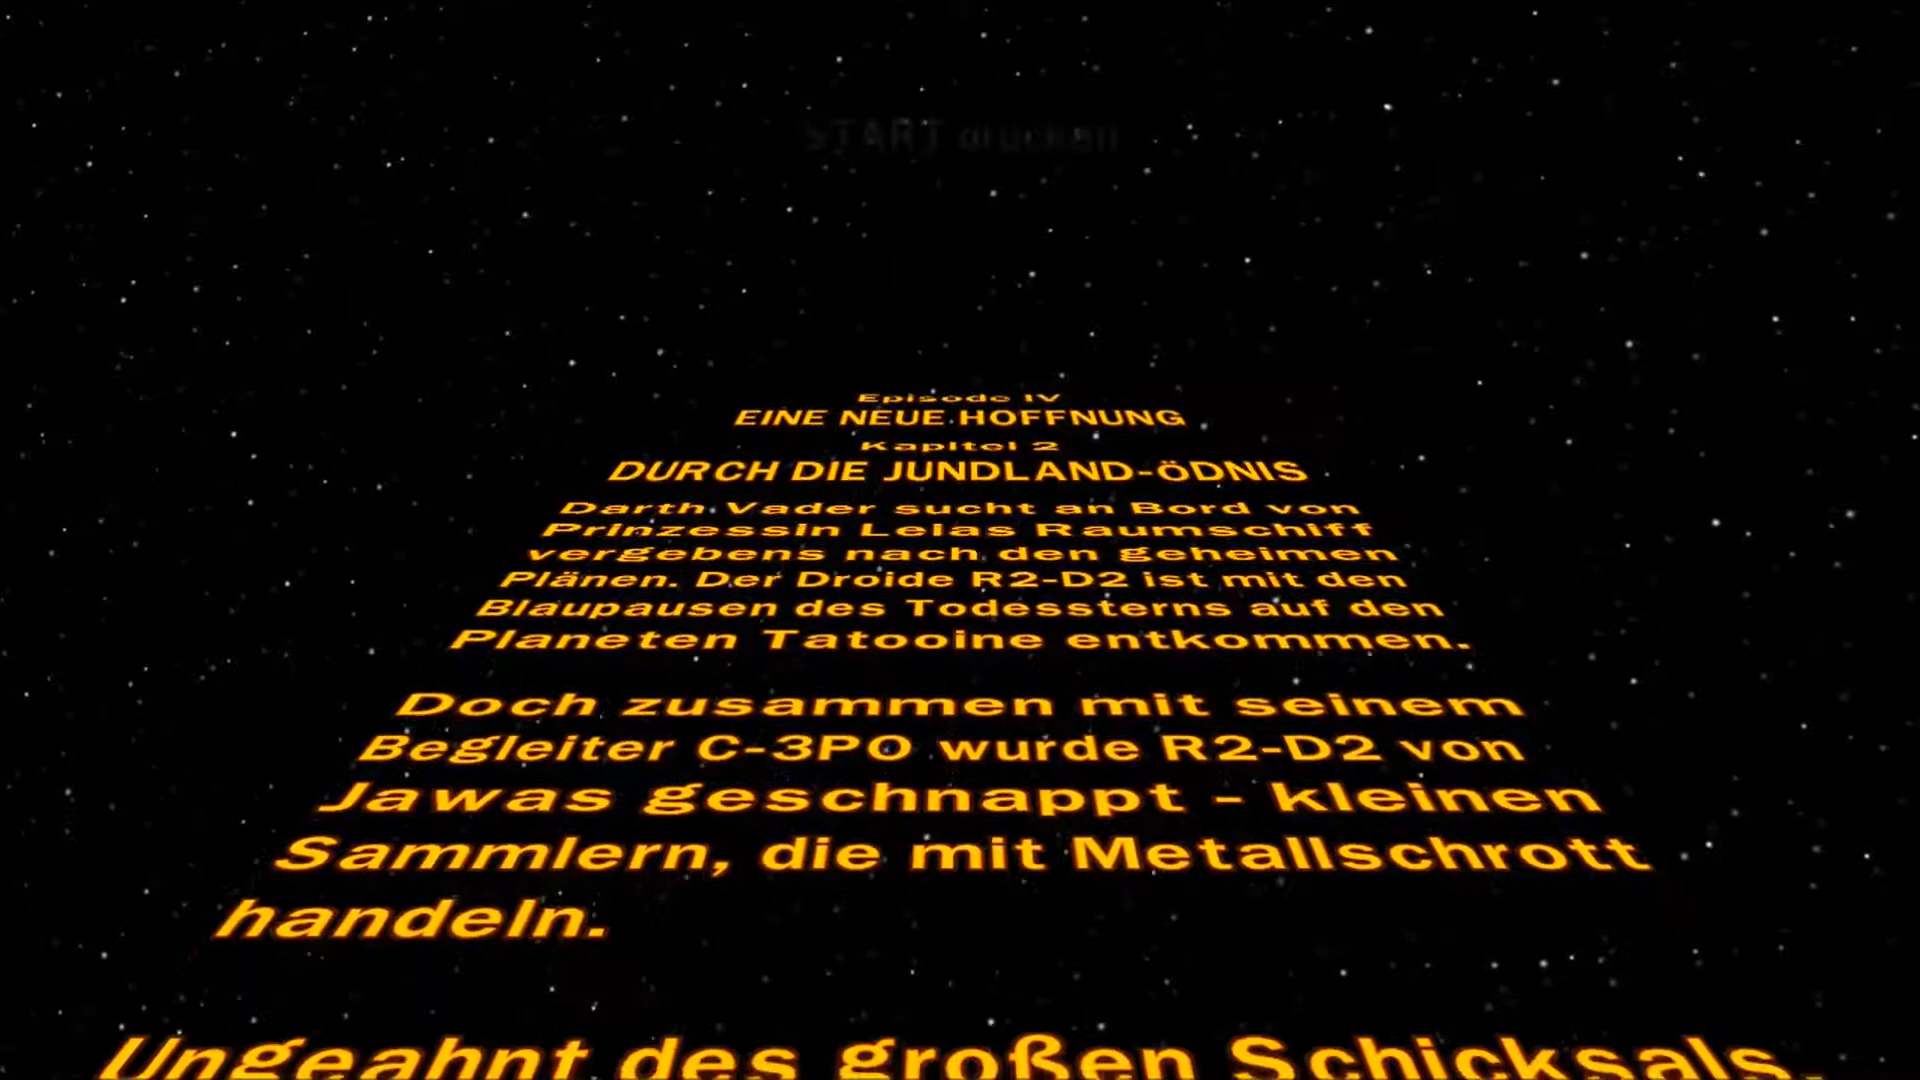 START drücken
Episode IV
EINE NEUE HOFFNUNG
Kapitel 2
DURCH DIE JUNDLAND-ÖDNIS
Darth Vader sucht an Bord von
Prinzessin Leias Raumschiff
vergebens nach den geheimen
Plänen. Der Droide R2-D2 ist mit den
Blaupausen des Todessterns auf den
Planeten Tatooine entkommen.
Doch zusammen mit seinem
Begleiter C-3PO wurde R2-D2 von
Jawas geschnappt - kleinen
Sammlern, die mit Metallschrott
handeln.
Ungeahnt des großen Schicksals,